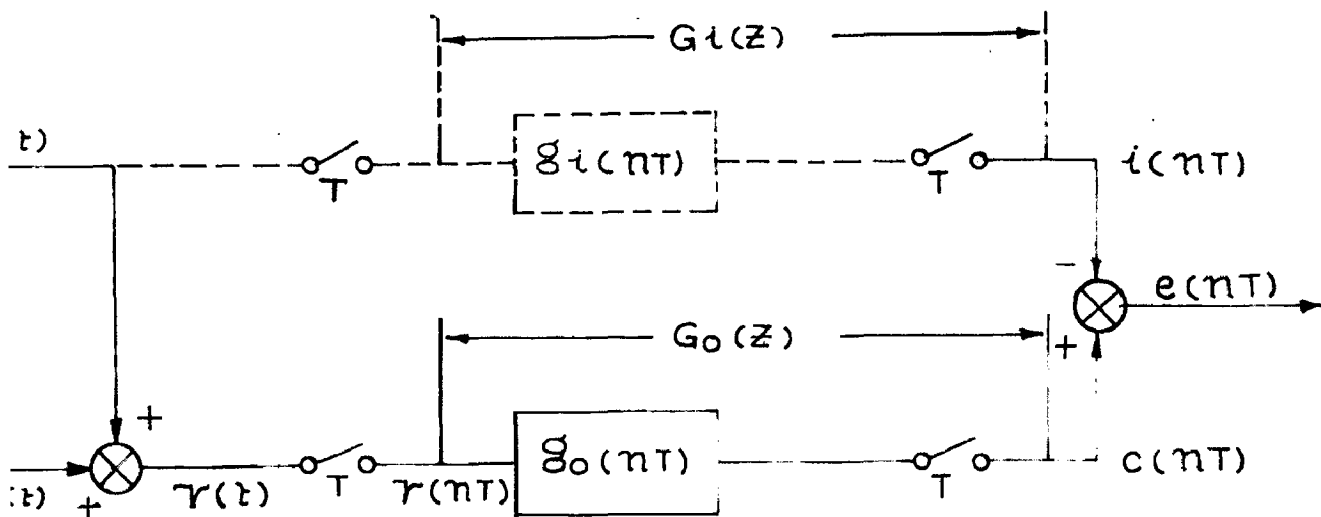 Gi(Z)
t)
T
gi(nT)
T
i(nT)
-
e(nT)
Go(Z)
+
+
:t)
+
r(t)
T
r(nT)
go(nT)
T
c(nT)